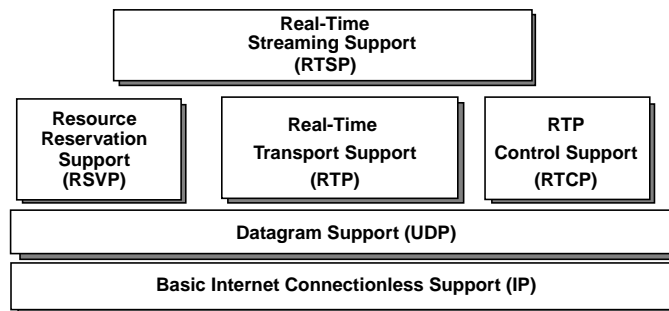 Real-Time
Streaming Support
(RTSP)
Resource
Reservation
Support
(RSVP)
Real-Time
Transport Support
(RTP)
RTP
Control Support
(RTCP)
Datagram Support (UDP)
Basic Internet Connectionless Support (IP)